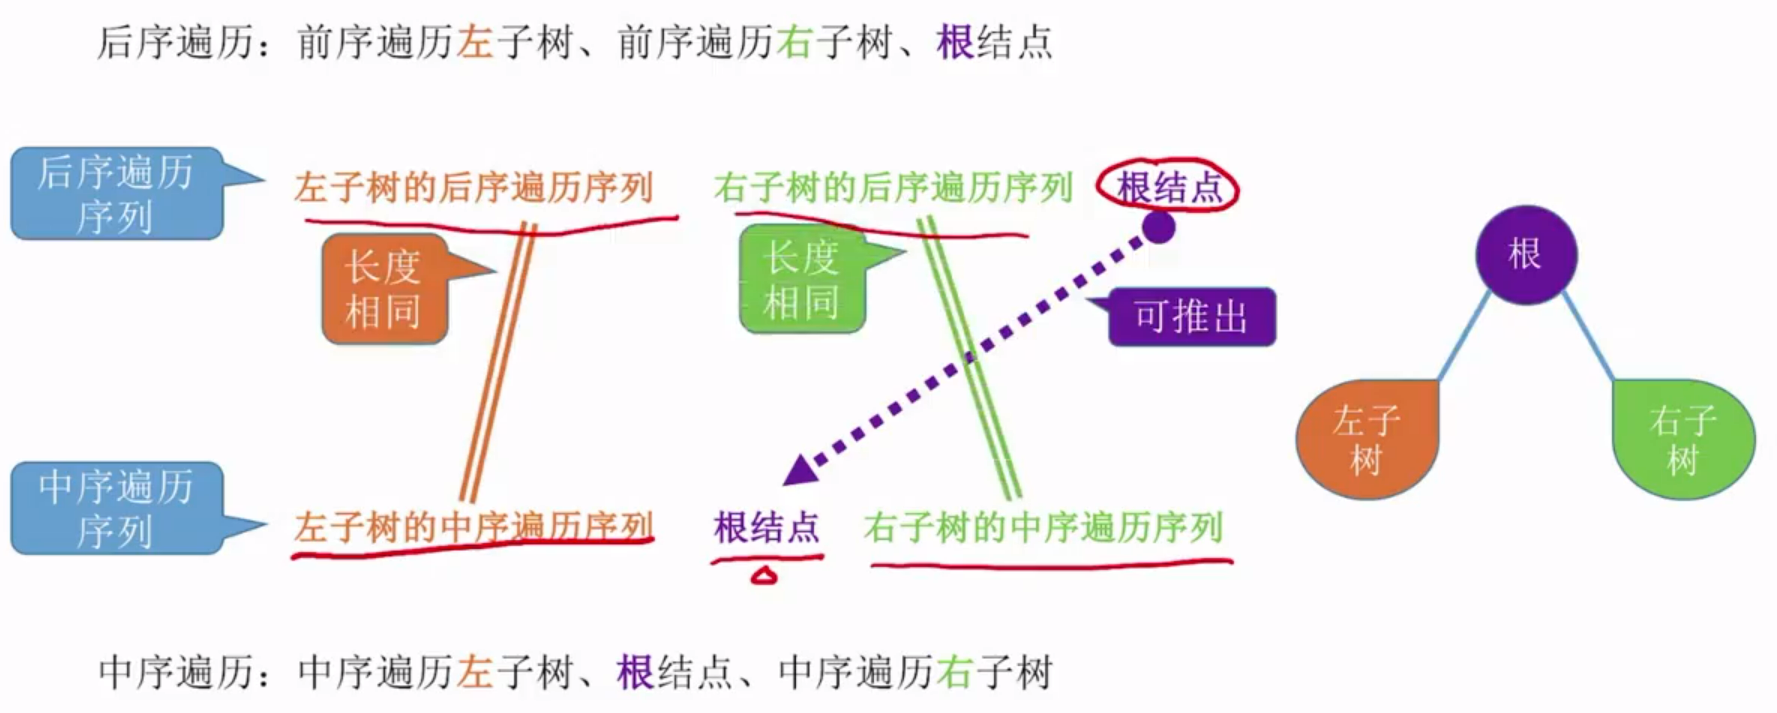 后序遍历：前序遍历左子树、前序遍历右子树、根结点
后序遍历
序列
左子树的后序遍历序列
右子树的后序遍历序列
根结点
长度
相同
长度
相同
可推出
根
左子
树
右子
树
中序遍历
序列
左子树的中序遍历序列
根结点
右子树的中序遍历序列
中序遍历：中序遍历左子树、根结点、中序遍历右子树